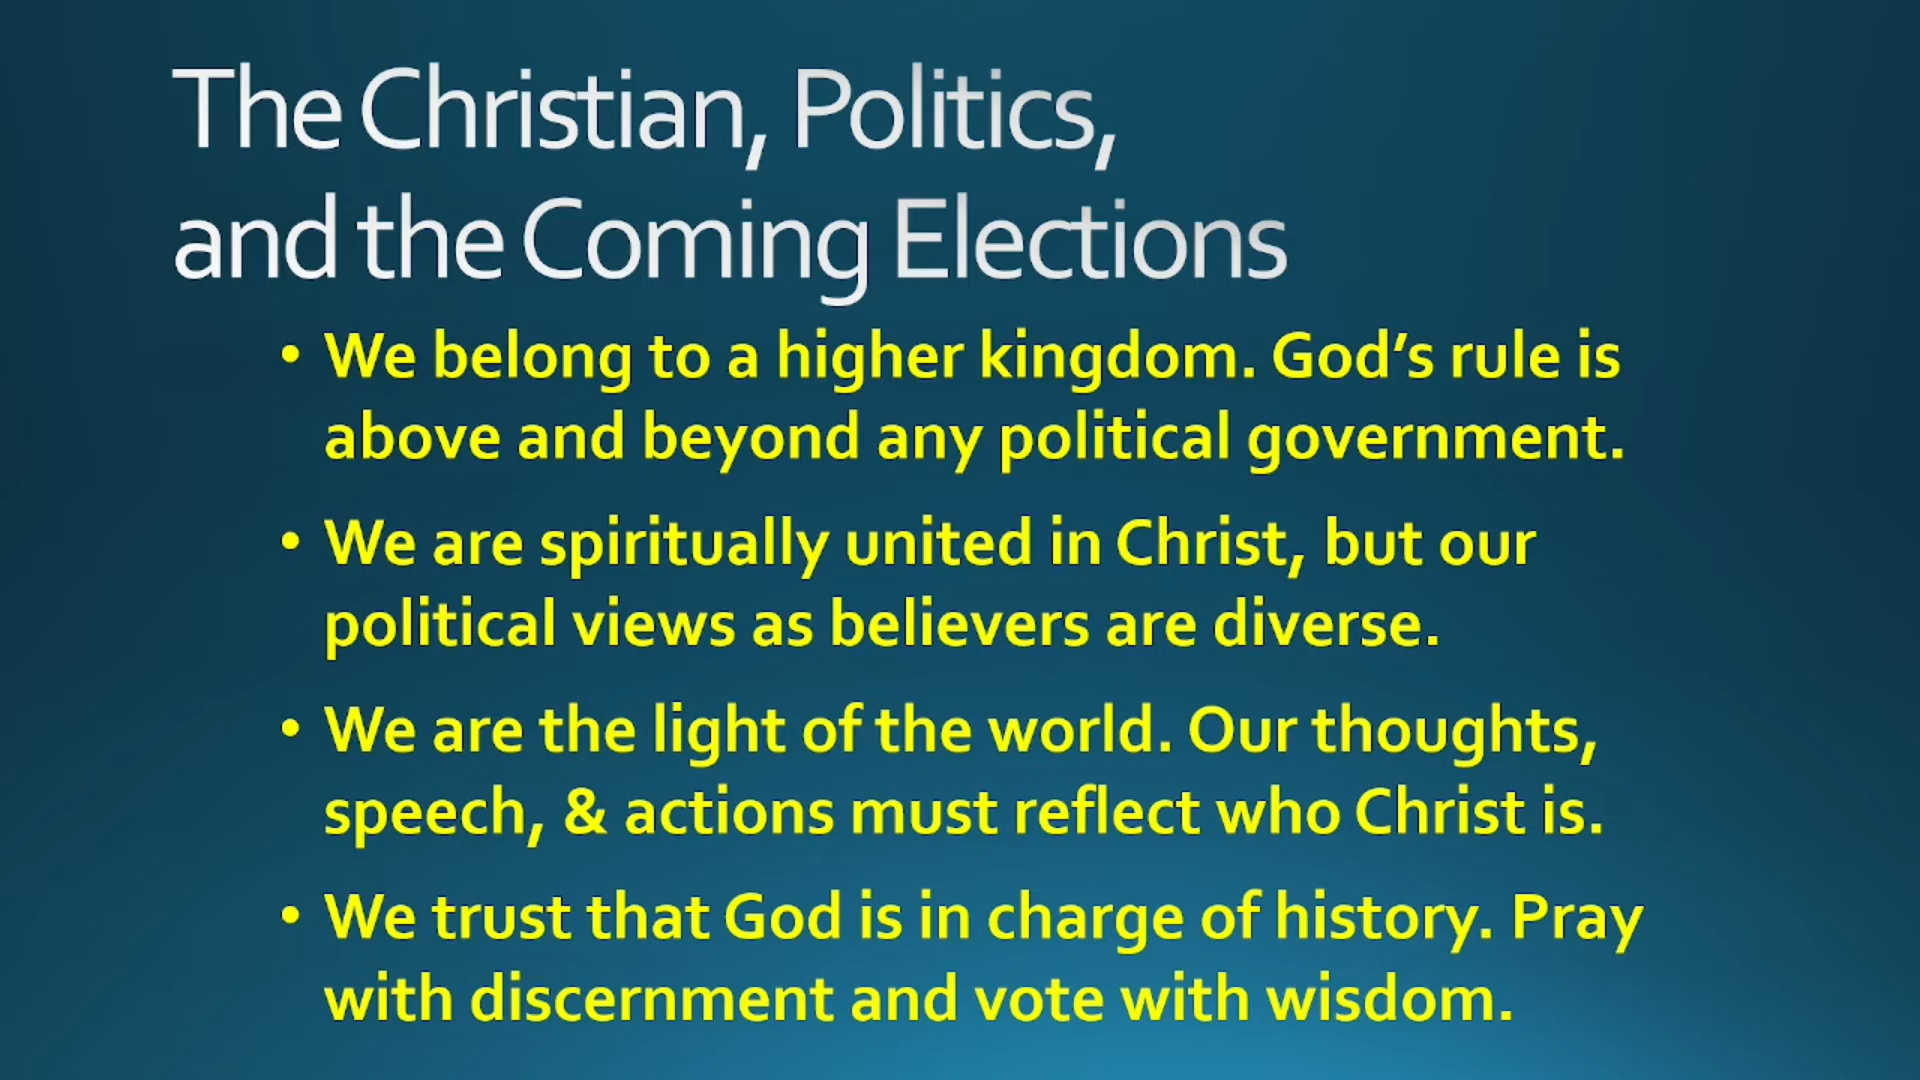 The Christian, Politics,
and the Coming Elections
• We belong to a higher kingdom. God’s rule is
above and beyond any political government.
• We are spiritually united in Christ, but our
political views as believers are diverse.
• We are the light of the world. Our thoughts,
speech, & actions must reflect who Christ is.
• We trust that God is in charge of history. Pray
with discernment and vote with wisdom.